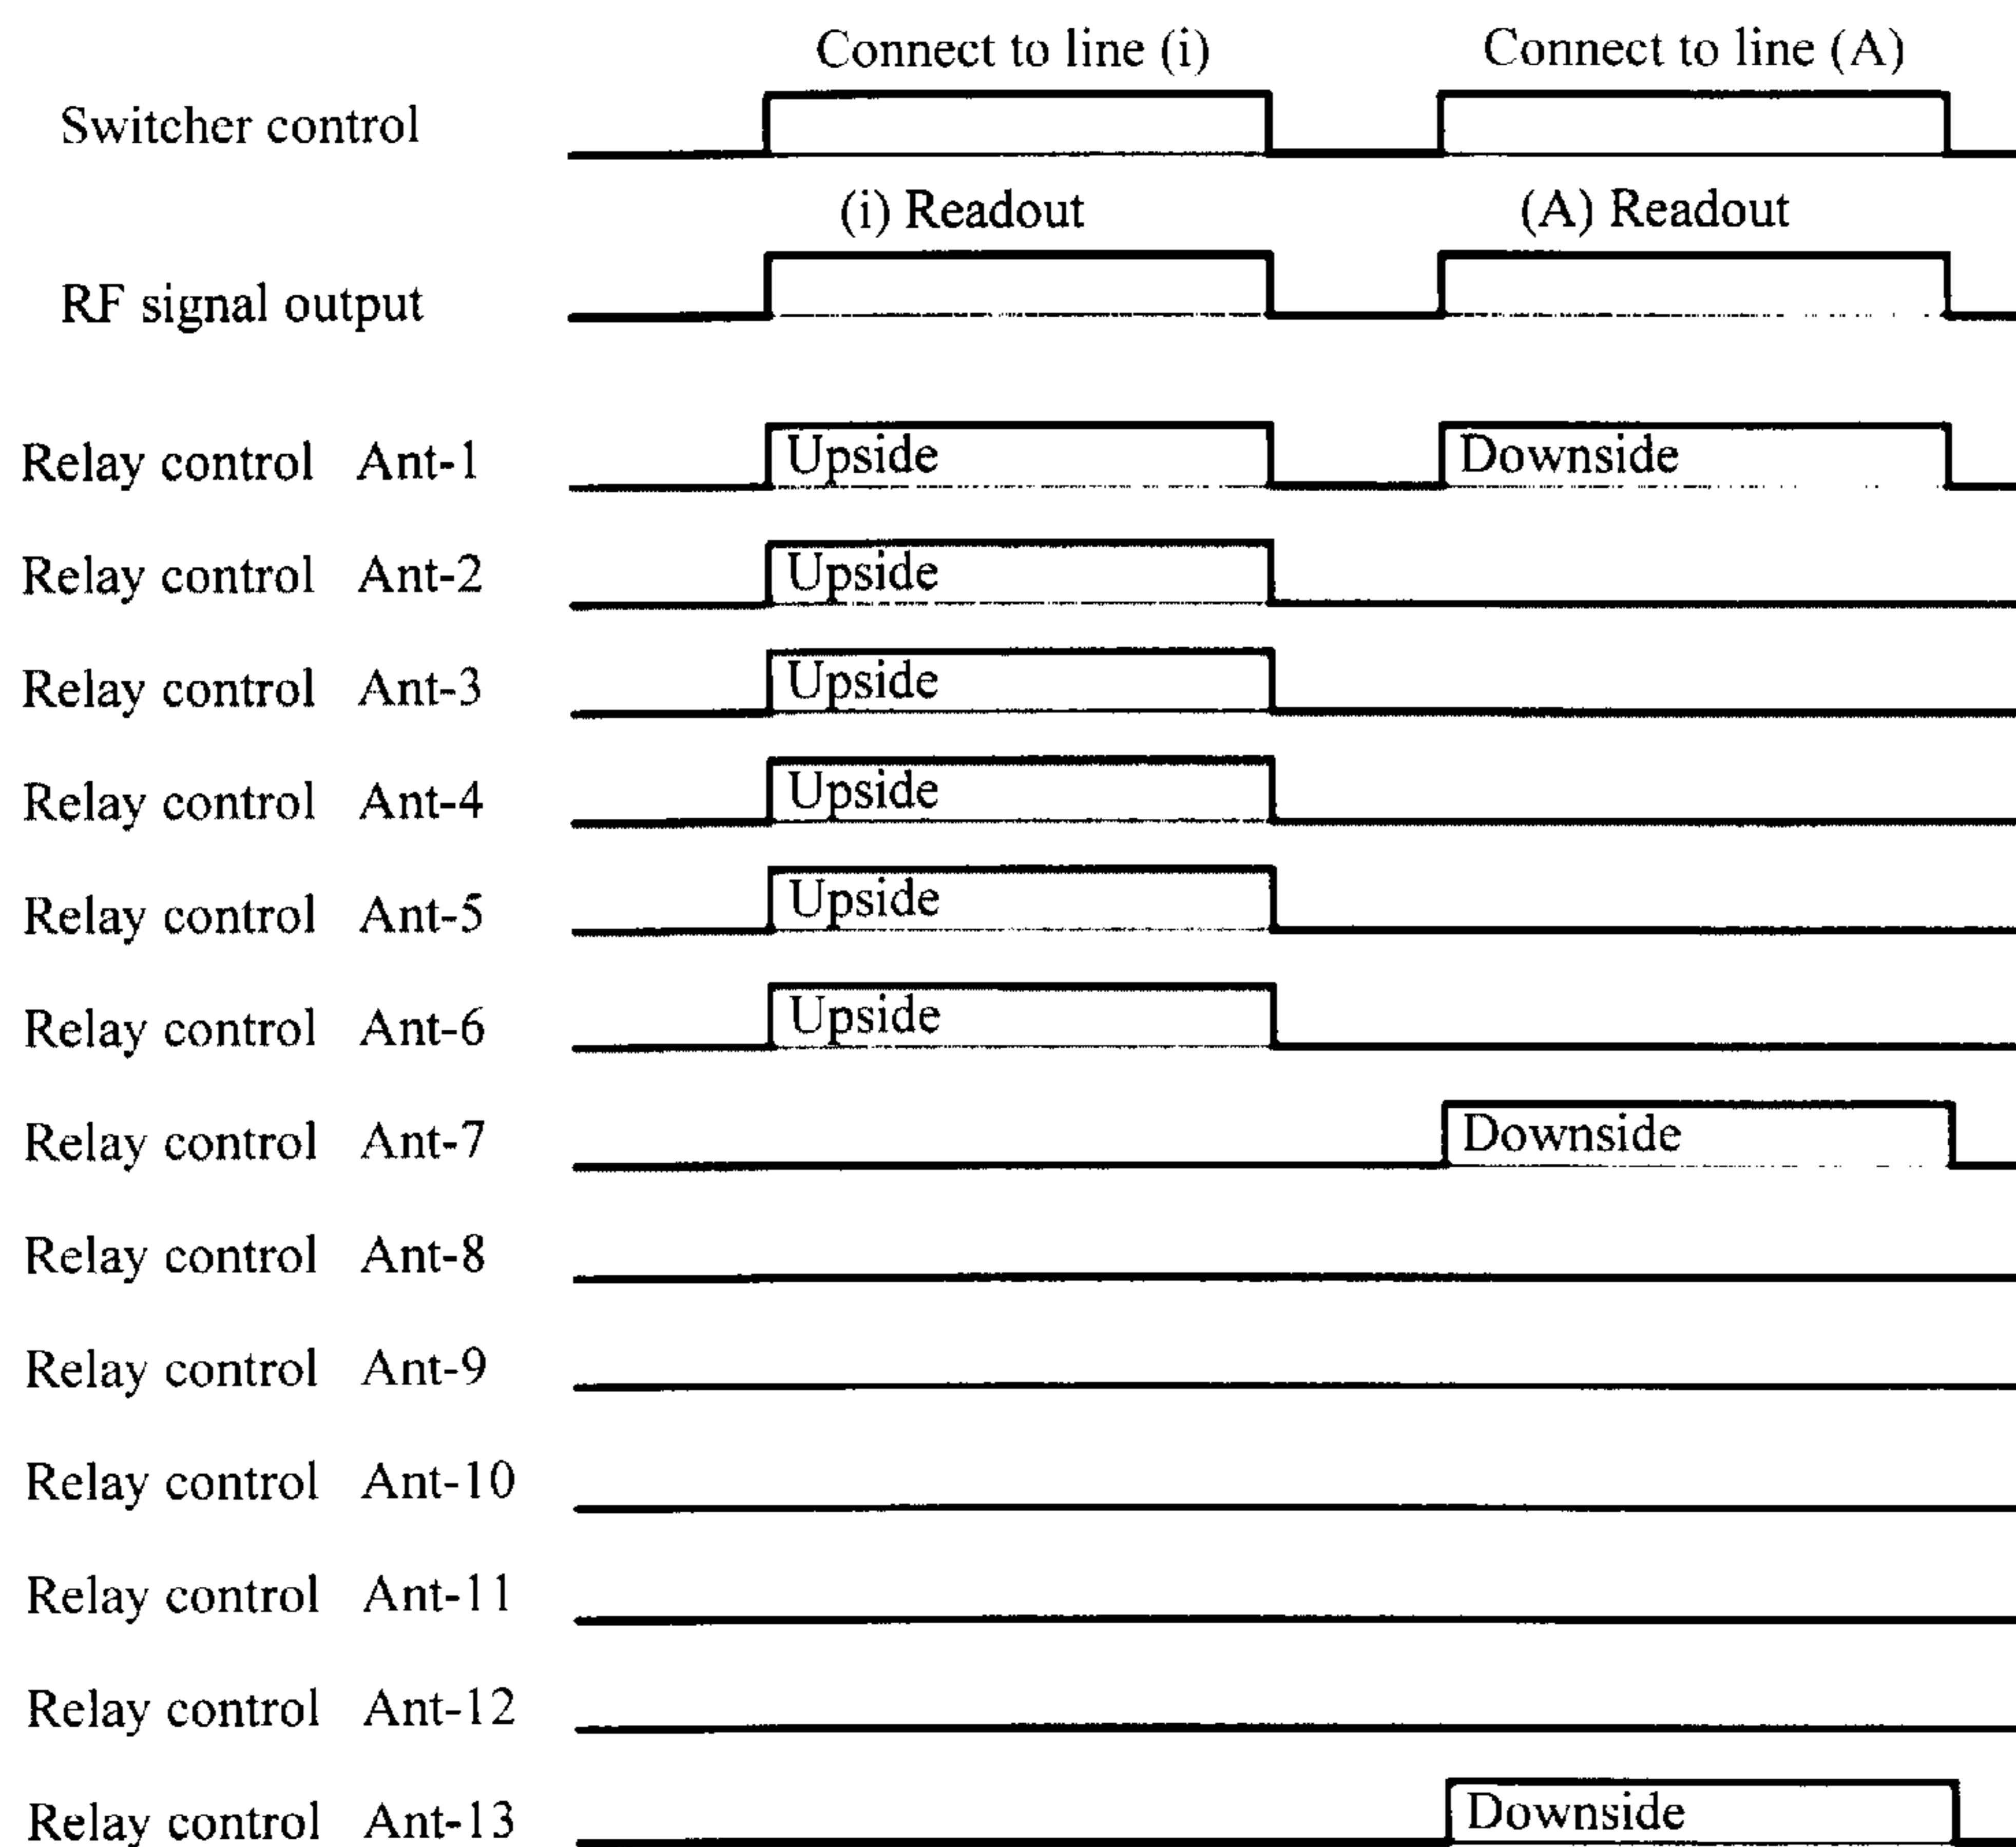 Connect to line (i) Connect to line (A)
Switcher control
(i) Readout (A) Readout
RF signal output
Relay control Ant-1 Upside Downside
Relay control Ant-2 Upside
Relay control Ant-3 Upside
Relay control Ant-4 Upside
Relay control Ant-5 Upside
Relay control Ant-6 Upside
Relay control Ant-7 Downside
Relay control Ant-8
Relay control Ant-9
Relay control Ant-10
Relay control Ant-11
Relay control Ant-12
Relay control Ant-13 Downside